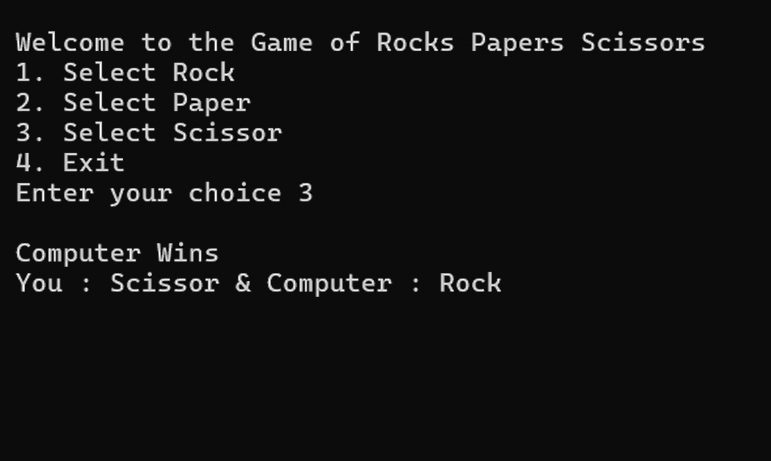 Welcome to the Game of Rocks Papers Scissors
1. Select Rock
2. Select Paper
3. Select Scissor
4. Exit
Enter your choice 3
Computer Wins
You : Scissor & Computer : Rock